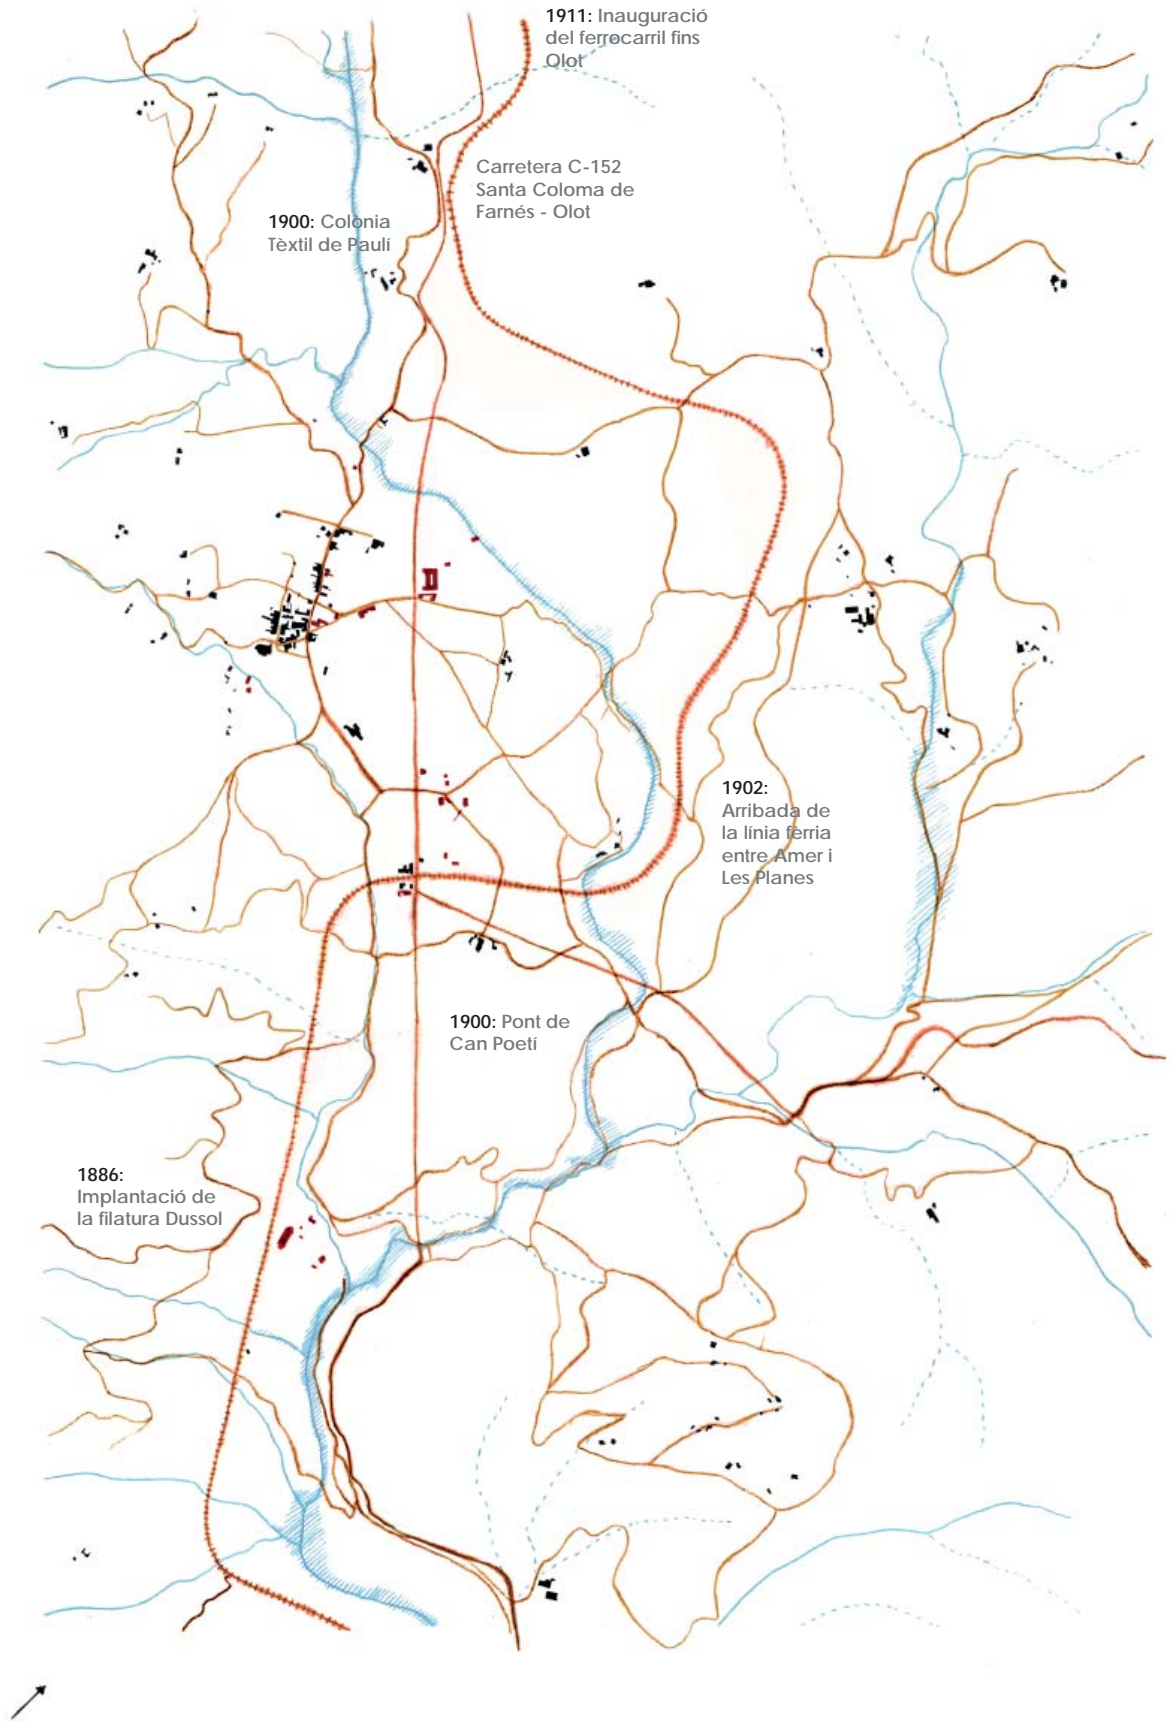 1911: Inauguració
del ferrocarril fins
Olot
Carretera C-152
Santa Coloma de
Farnés - Olot
1900: Colònia
Tèxtil de Paulí
1902:
Arribada de
la línia fèrria
entre Amer i
Les Planes
1900: Pont de
Can Poetí
1886:
Implantació de
la filatura Dussol